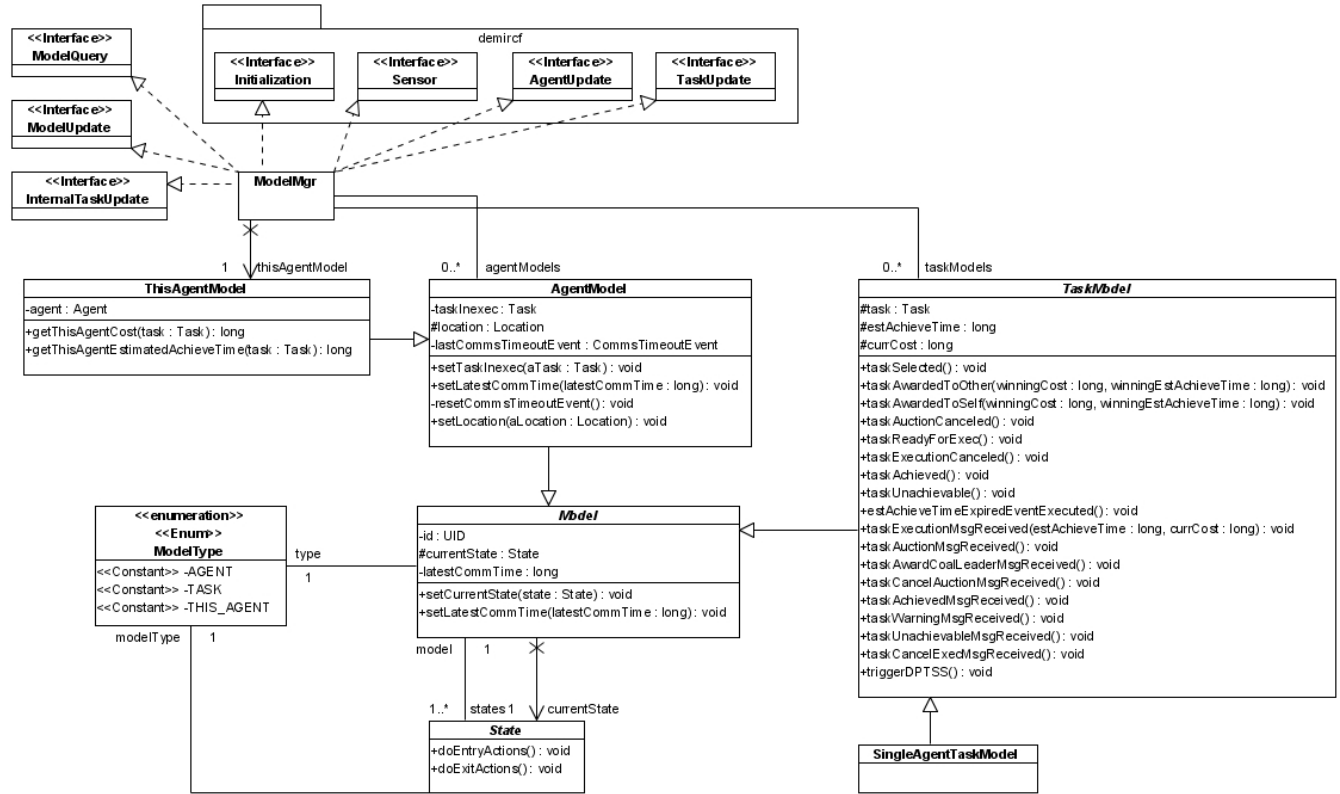 demircf
<<Interface>>
ModelQuery
<<Interface>>
Initialization
<<Interface>>
Sensor
<<Interface>>
AgentUpdate
<<Interface>>
TaskUpdate
<<Interface>>
ModelUpdate
<<Interface>>
InternalTaskUpdate
ModelMgr
1 thisAgentModel
0..* agentModels
0..* taskModels
ThisAgentModel
-agent : Agent
+getThisAgentCost(task : Task) : long
+getThisAgentEstimatedAchieveTime(task : Task) : long
AgentModel
-taskInexec : Task
#location : Location
-lastCommsTimeoutEvent : CommsTimeoutEvent
+setTaskInexec(aTask : Task) : void
+setLatestCommTime(latestCommTime : long) : void
-resetCommsTimeoutEvent() : void
+setLocation(aLocation : Location) : void
TaskModel
#task : Task
#estAchieveTime : long
#currCost : long
+taskSelected() : void
+taskAwardedToOther(winningCost : long, winningEstAchieveTime : long) : void
+taskAwardedToSelf(winningCost : long, winningEstAchieveTime : long) : void
+taskAuctionCanceled() : void
+taskReadyForExec() : void
+taskExecutionCanceled() : void
+taskAchieved() : void
+taskUnachievable() : void
+estAchieveTimeExpiredEventExecuted() : void
+taskExecutionMsgReceived(estAchieveTime : long, currCost : long) : void
+taskAuctionMsgReceived() : void
+taskAwardCoalLeaderMsgReceived() : void
+taskCancelAuctionMsgReceived() : void
+taskAchievedMsgReceived() : void
+taskWarningMsgReceived() : void
+taskUnachievableMsgReceived() : void
+taskCancelExecMsgReceived() : void
+triggerDPTSS() : void
<<enumeration>>
<<Enum>>
ModelType
<<Constant>> -AGENT
<<Constant>> -TASK
<<Constant>> -THIS_AGENT
type
1
modelType 1
Model
-id : UID
#currentState : State
-latestCommTime : long
+setCurrentState(state : State) : void
+setLatestCommTime(latestCommTime : long) : void
model 1
1..* states 1 currentState
State
+doEntryActions() : void
+doExitActions() : void
SingleAgentTaskModel